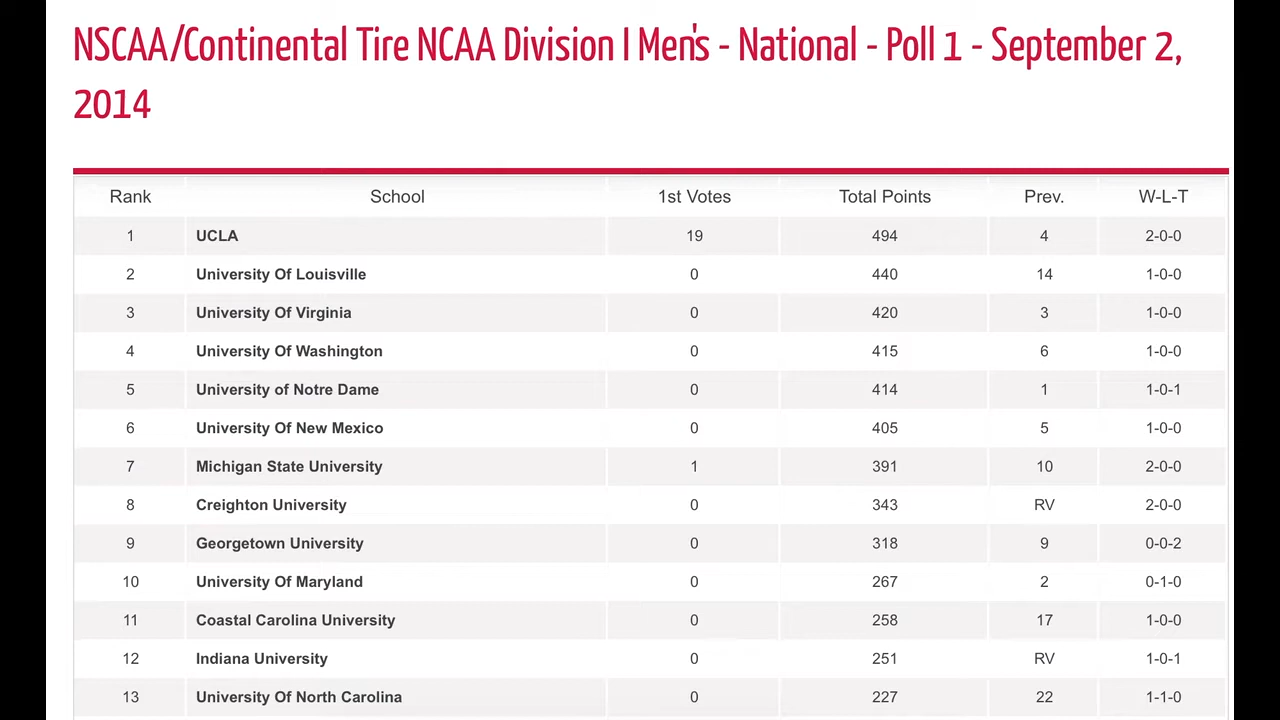 NSCAA/Continental Tire NCAA Division I Men's - National - Poll 1 - September 2,
2014
Rank School 1st Votes Total Points Prev. W-L-T
1 UCLA 19 494 4 2-0-0
2 University Of Louisville 0 440 14 1-0-0
3 University Of Virginia 0 420 3 1-0-0
4 University Of Washington 0 415 6 1-0-0
5 University of Notre Dame 0 414 1 1-0-1
6 University Of New Mexico 0 405 5 1-0-0
7 Michigan State University 1 391 10 2-0-0
8 Creighton University 0 343 RV 2-0-0
9 Georgetown University 0 318 9 0-0-2
10 University Of Maryland 0 267 2 0-1-0
11 Coastal Carolina University 0 258 17 1-0-0
12 Indiana University 0 251 RV 1-0-1
13 University Of North Carolina 0 227 22 1-1-0